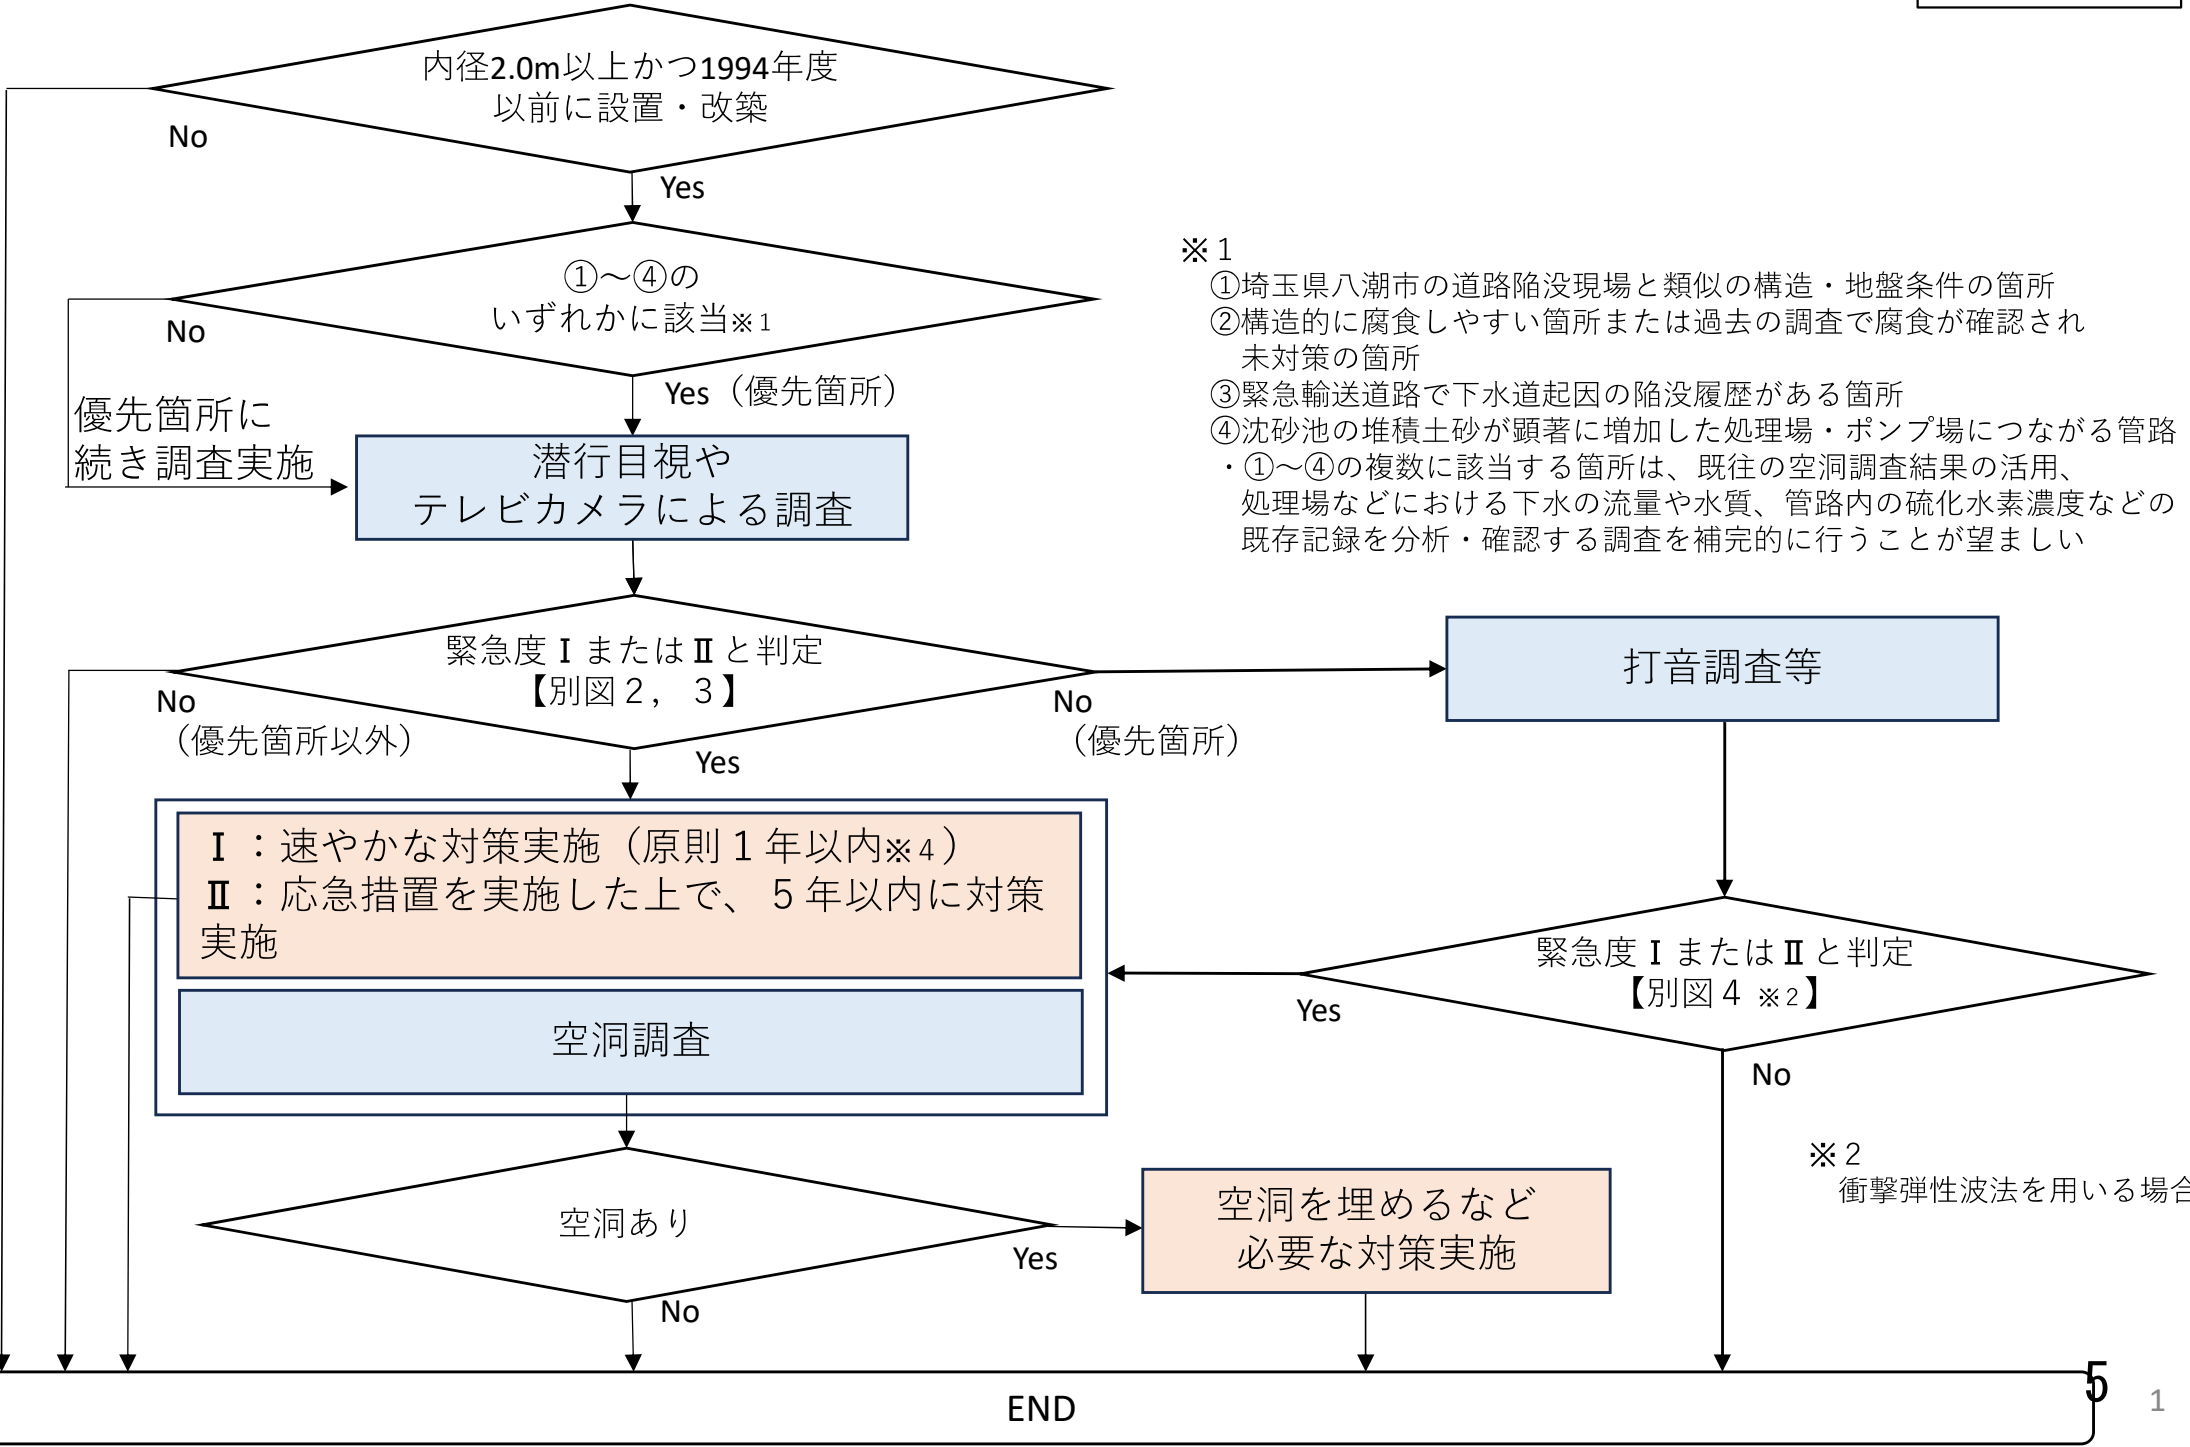 内径2.0m以上かつ1994年度
以前に設置・改築
No
Yes
①～④の
いずれかに該当※1
No
Yes（優先箇所）
優先箇所に
続き調査実施
※１
①埼玉県八潮市の道路陥没現場と類似の構造・地盤条件の箇所
②構造的に腐食しやすい箇所または過去の調査で腐食が確認され
未対策の箇所
③緊急輸送道路で下水道起因の陥没履歴がある箇所
④沈砂池の堆積土砂が顕著に増加した処理場・ポンプ場につながる管路
・①～④の複数に該当する箇所は、既往の空洞調査結果の活用、
処理場などにおける下水の流量や水質、管路内の硫化水素濃度などの
既存記録を分析・確認する調査を補完的に行うことが望ましい
潜行目視や
テレビカメラによる調査
緊急度ⅠまたはⅡと判定
【別図２，３】
No
（優先箇所以外）
No
（優先箇所）
Yes
打音調査等
Ⅰ：速やかな対策実施（原則１年以内※4）
Ⅱ：応急措置を実施した上で、５年以内に対策
実施
空洞調査
緊急度ⅠまたはⅡと判定
【別図４ ※2】
Yes
No
※２
衝撃弾性波法を用いる場合
空洞あり
Yes
No
空洞を埋めるなど
必要な対策実施
END
5
1